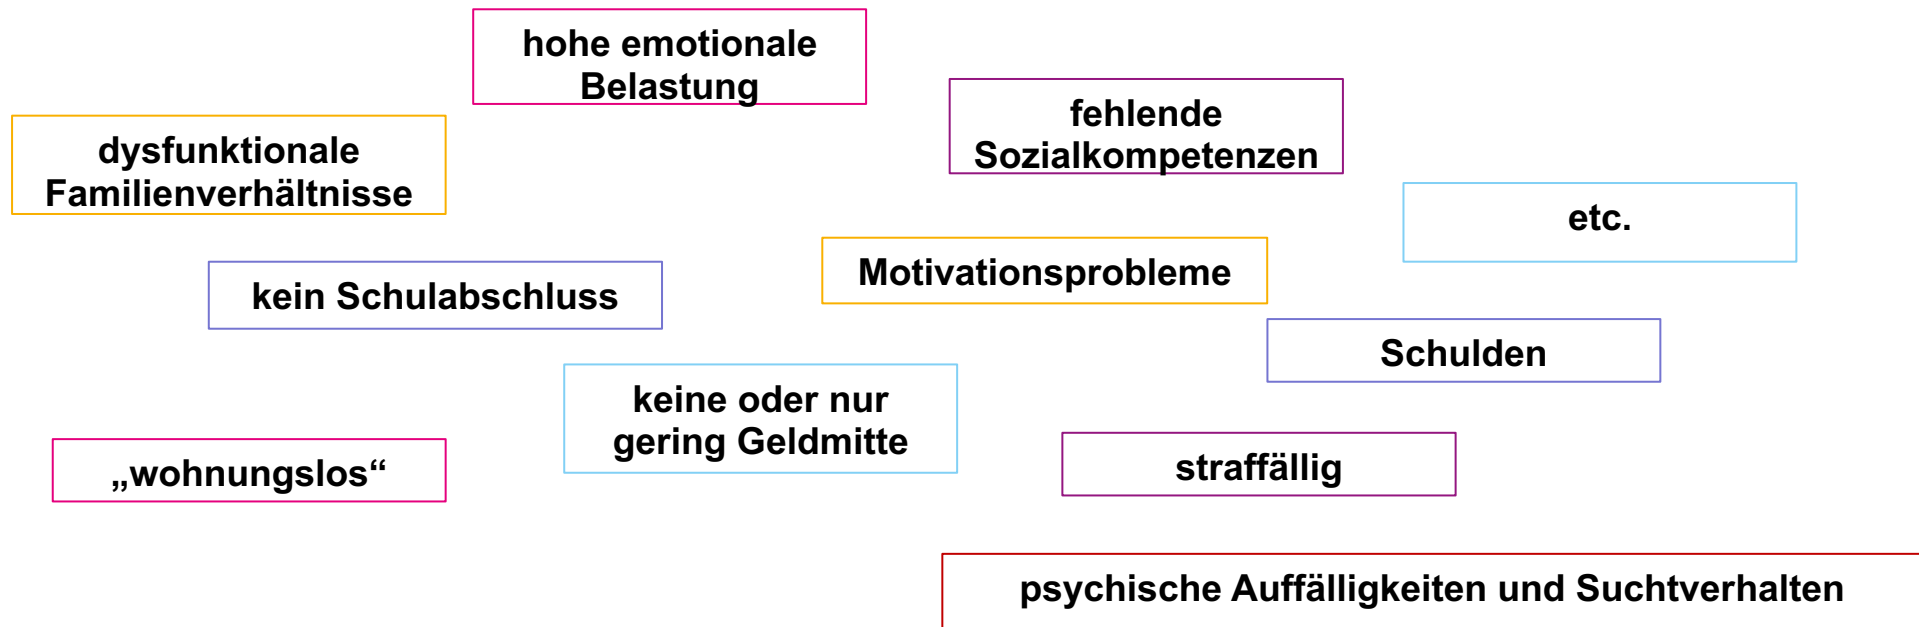 hohe emotionale
Belastung
fehlende
Sozialkompetenzen
dysfunktionale
Familienverhältnisse
etc.
Motivationsprobleme
kein Schulabschluss
Schulden
keine oder nur
gering Geldmitte
„wohnungslos“
straffällig
psychische Auffälligkeiten und Suchtverhalten